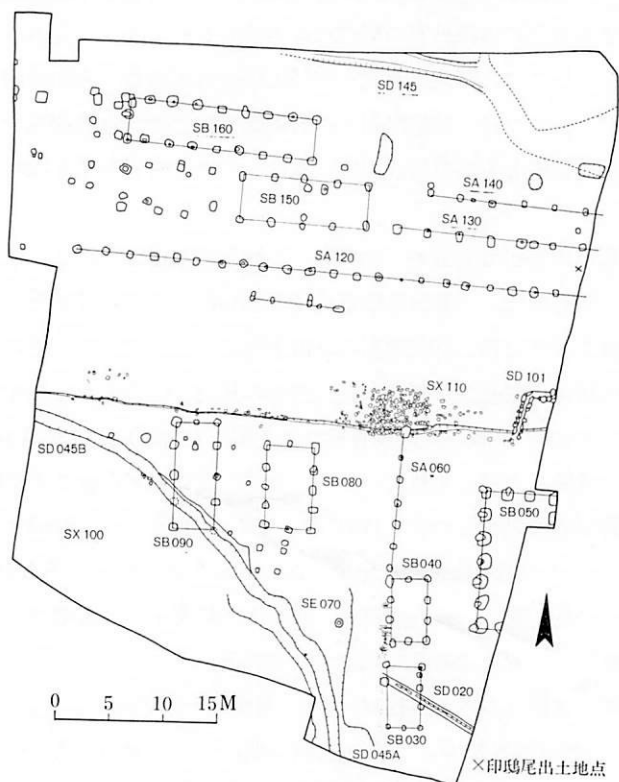 SD 145
SB 160
SA 140
SB 150
SA 130
SA 120
SX 110
SD 101
SD 045B
SB 080
SA 060
SB 050
SX 100
SB 090
SB 040
SE 070
SD 020
0 5 10 15M
SB 030
SD 045A
×印鴟尾出土地点